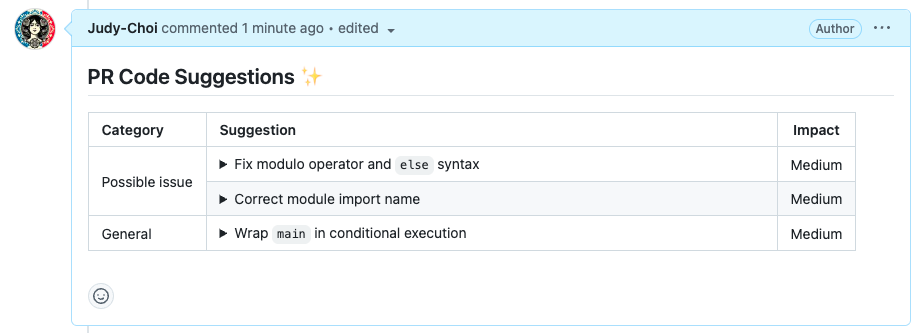 Judy-Choi commented 1 minute ago • edited
Author
PR Code Suggestions ✨
Category Suggestion Impact
Possible issue
Fix modulo operator and else syntax Medium
Correct module import name Medium
General Wrap main in conditional execution Medium